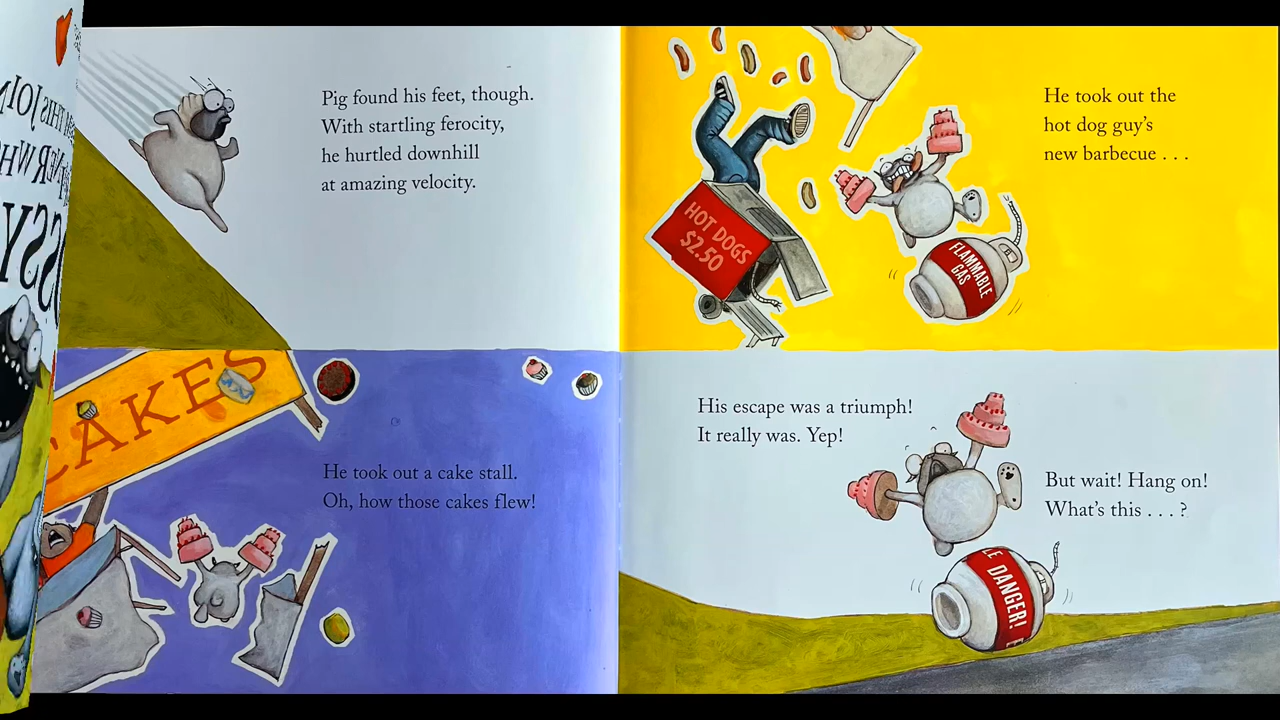 Pig found his feet, though.
With startling ferocity,
he hurtled downhill
at amazing velocity.
CAKES
He took out a cake stall.
Oh, how those cakes flew!
HOT DOGS
$2.50
FLAMMABLE
GAS
He took out the
hot dog guy's
new barbecue . . .
His escape was a triumph!
It really was. Yep!
But wait! Hang on!
What's this . . . ?
LE DANGER!